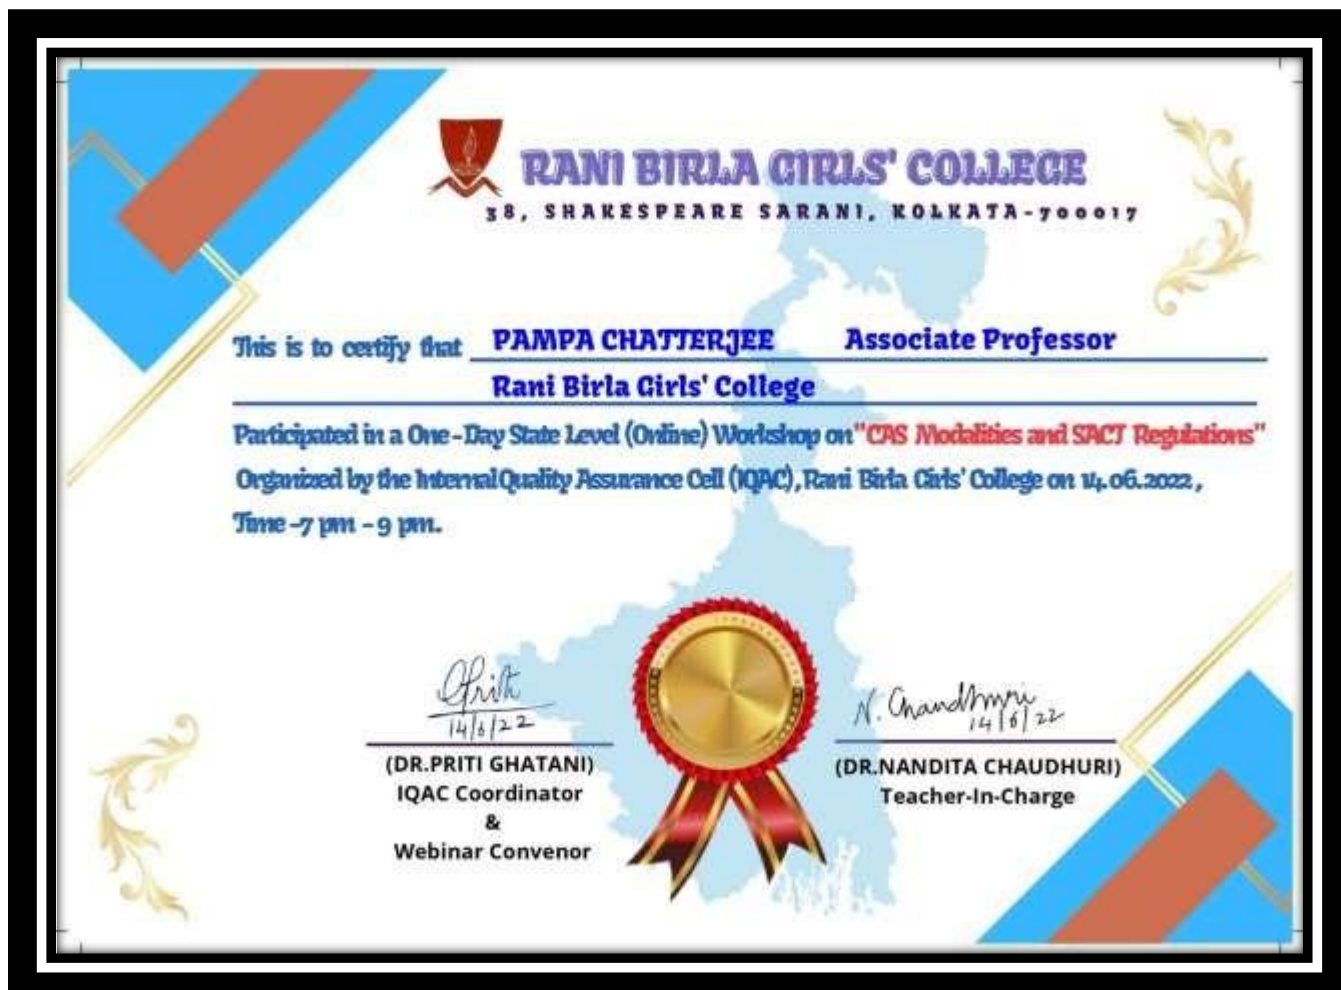 RANI BIRLA GIRLS' COLLEGE
38, SHAKESPEARE SARANI, KOLKATA-700017
This is to certify that PAMPA CHATTERJEE Associate Professor
Rani Birla Girls' College
Participated in a One-Day State Level (Online) Workshop on "CAS Modalities and SACT Regulations"
Organized by the Internal Quality Assurance Cell (IQAC), Rani Birla Girls' College on 14.06.2022,
Time -7 pm - 9 pm.
14/6/22
(DR.PRITI GHATANI)
IQAC Coordinator
&
Webinar Convenor
N. Chaudhuri
14/6/22
(DR.NANDITA CHAUDHURI)
Teacher-In-Charge